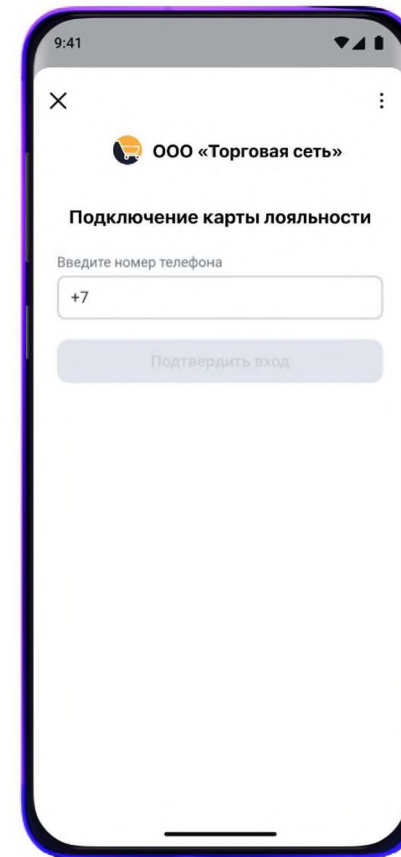 9:41
ООО «Торговая сеть»
Подключение карты лояльности
Введите номер телефона
+7
Подтвердить вход